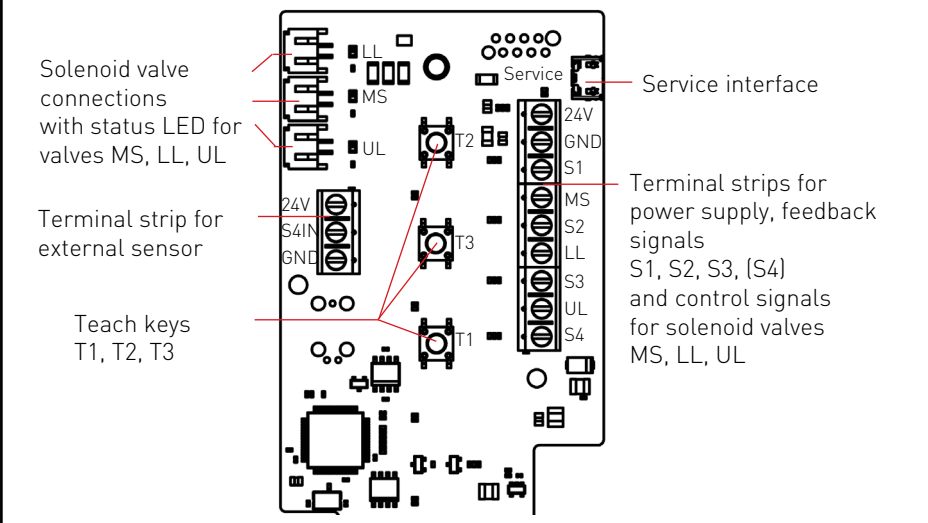 Solenoid valve
connections
with status LED for
valves MS, LL, UL
Terminal strip for
external sensor
Teach keys
T1, T2, T3
LL
MS
UL
24V
S4IN
GND
T2
T3
T1
Service
24V
GND
S1
MS
S2
LL
S3
UL
S4
Service interface
Terminal strips for
power supply, feedback
signals
S1, S2, S3, (S4)
and control signals
for solenoid valves
MS, LL, UL